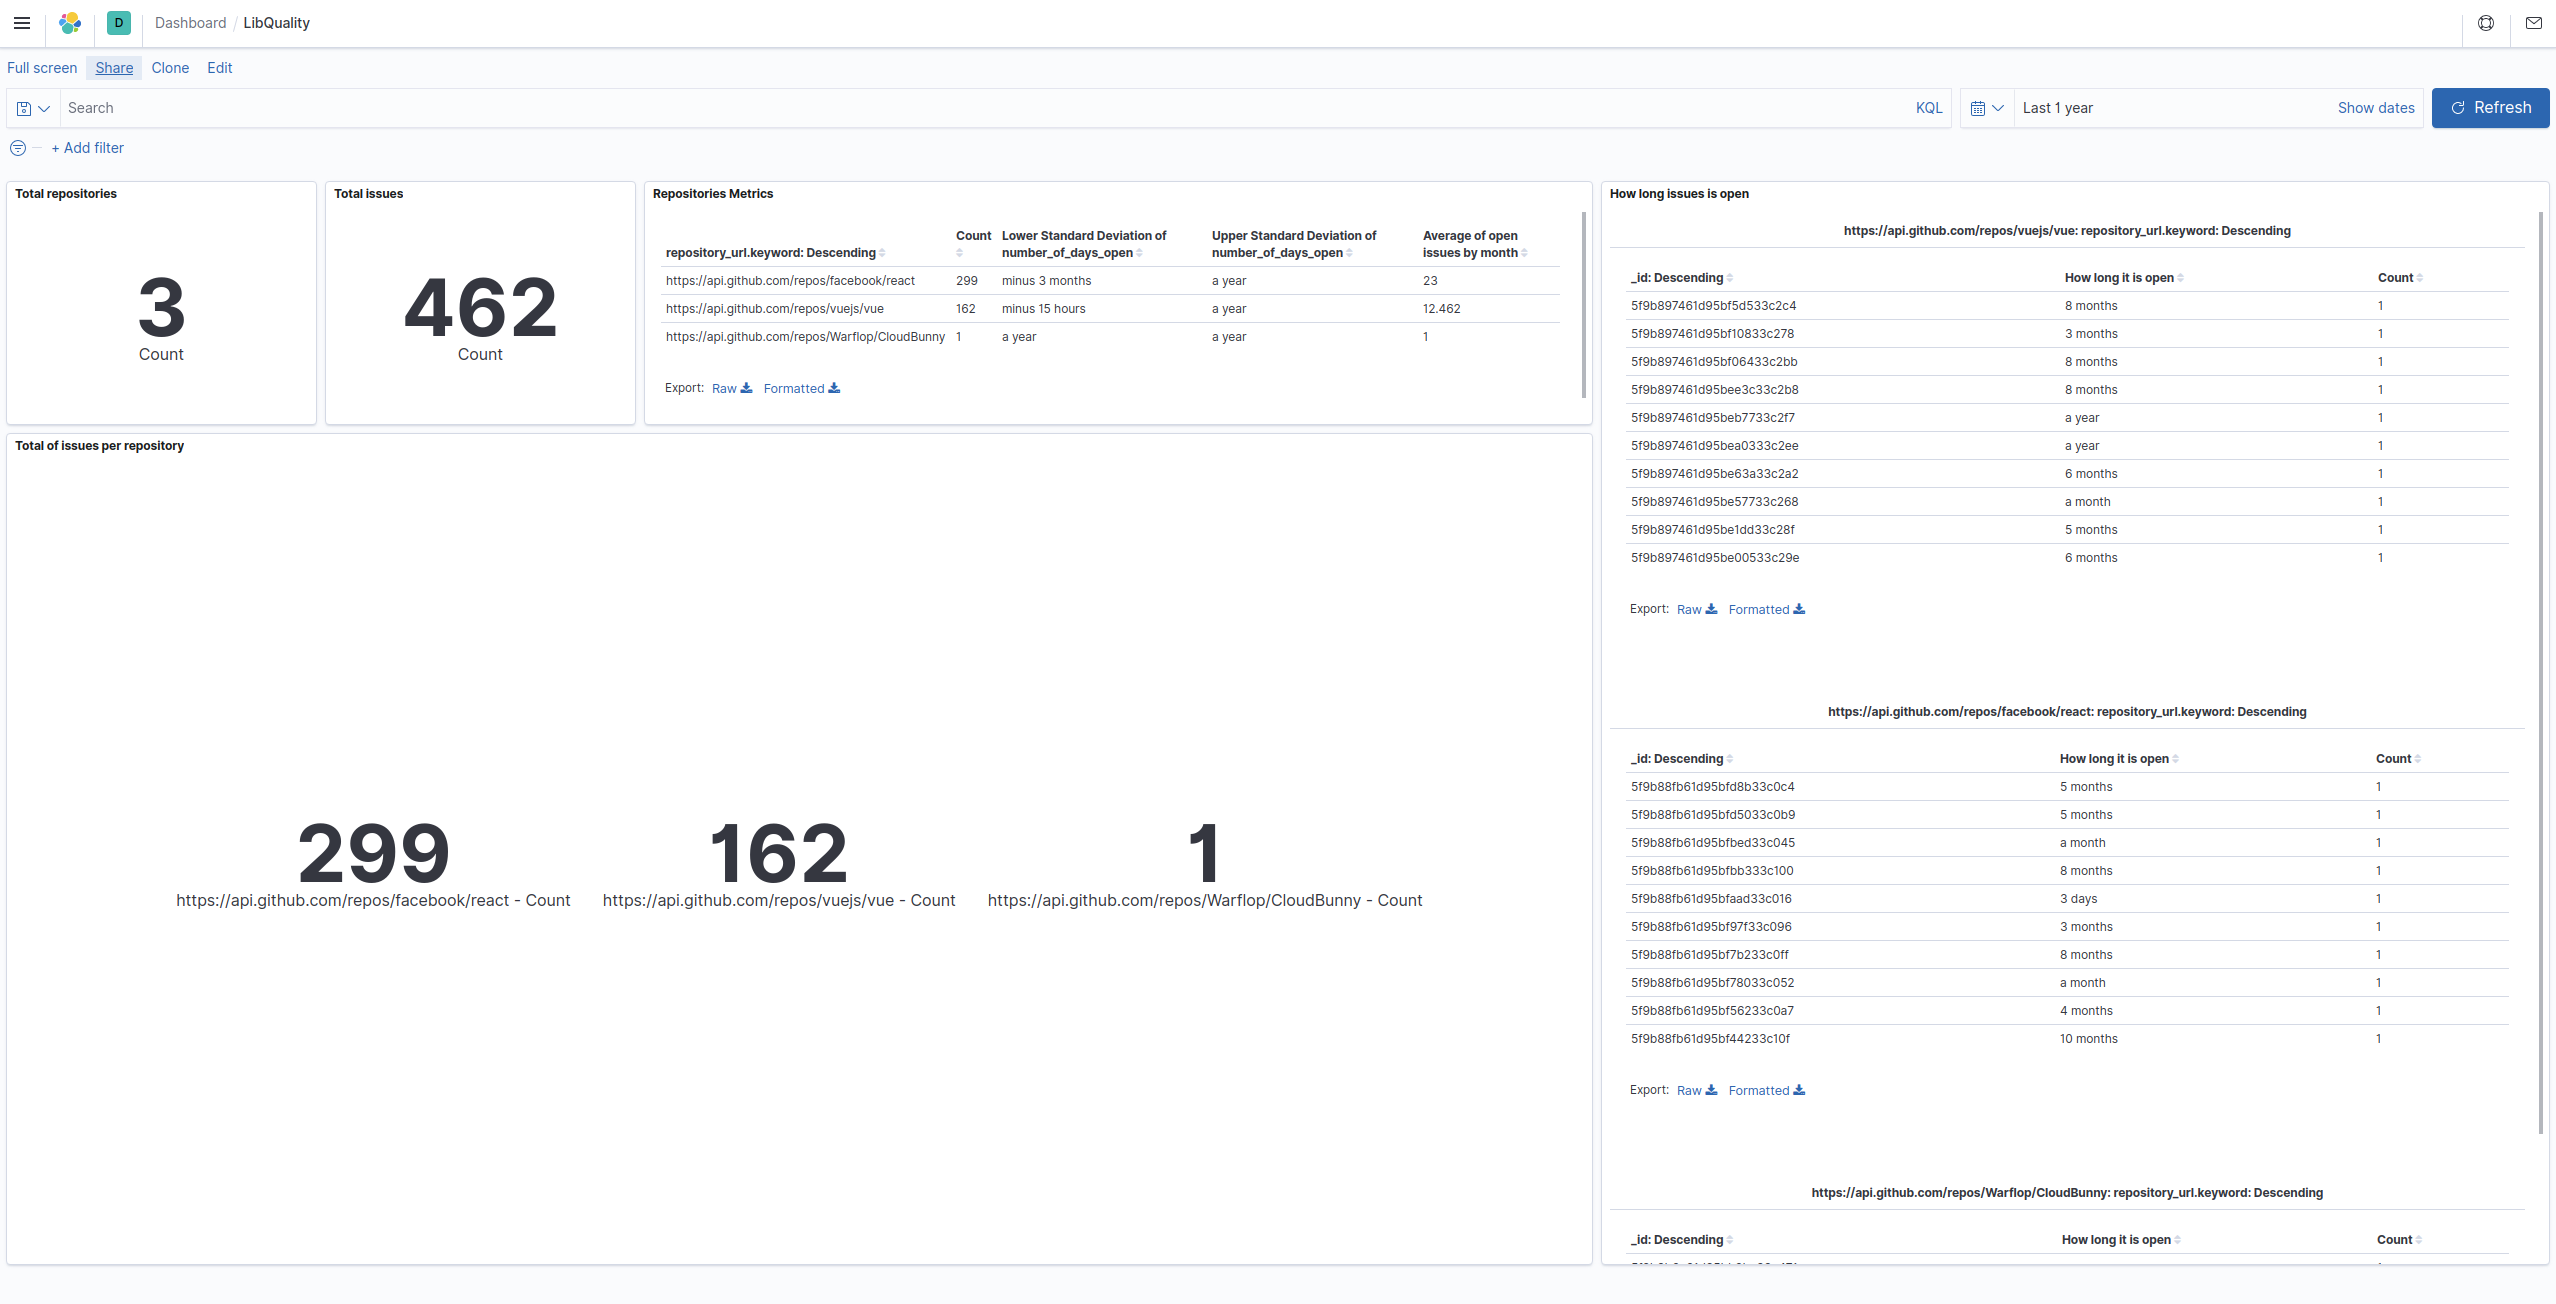 D Dashboard / LibQuality
Full screen Share Clone Edit
Search KQL Last 1 year Show dates Refresh
+ Add filter
Total repositories
3
Count
Total issues
462
Count
Repositories Metrics
repository_url.keyword: Descending Count Lower Standard Deviation of number_of_days_open Upper Standard Deviation of number_of_days_open Average of open issues by month
https://api.github.com/repos/facebook/react 299 minus 3 months a year 23
https://api.github.com/repos/vuejs/vue 162 minus 15 hours a year 12.462
https://api.github.com/repos/Warflop/CloudBunny 1 a year a year 1
Export: Raw Formatted
Total of issues per repository
299 162 1
https://api.github.com/repos/facebook/react - Count https://api.github.com/repos/vuejs/vue - Count https://api.github.com/repos/Warflop/CloudBunny - Count
How long issues is open
https://api.github.com/repos/vuejs/vue: repository_url.keyword: Descending
_id: Descending How long it is open Count
5f9b897461d95bf5d533c2c4 8 months 1
5f9b897461d95bf10833c278 3 months 1
5f9b897461d95bf06433c2bb 8 months 1
5f9b897461d95bee3c33c2b8 8 months 1
5f9b897461d95beb7733c2f7 a year 1
5f9b897461d95bea0333c2ee a year 1
5f9b897461d95be63a33c2a2 6 months 1
5f9b897461d95be57733c268 a month 1
5f9b897461d95be1dd33c28f 5 months 1
5f9b897461d95be00533c29e 6 months 1
Export: Raw Formatted
https://api.github.com/repos/facebook/react: repository_url.keyword: Descending
_id: Descending How long it is open Count
5f9b88fb61d95bfd8b33c0c4 5 months 1
5f9b88fb61d95bfd5033c0b9 5 months 1
5f9b88fb61d95bfbed33c045 a month 1
5f9b88fb61d95bfbb333c100 8 months 1
5f9b88fb61d95bfaad33c016 3 days 1
5f9b88fb61d95bf97f33c096 3 months 1
5f9b88fb61d95bf7b233c0ff 8 months 1
5f9b88fb61d95bf78033c052 a month 1
5f9b88fb61d95bf56233c0a7 4 months 1
5f9b88fb61d95bf44233c10f 10 months 1
Export: Raw Formatted
https://api.github.com/repos/Warflop/CloudBunny: repository_url.keyword: Descending
_id: Descending How long it is open Count